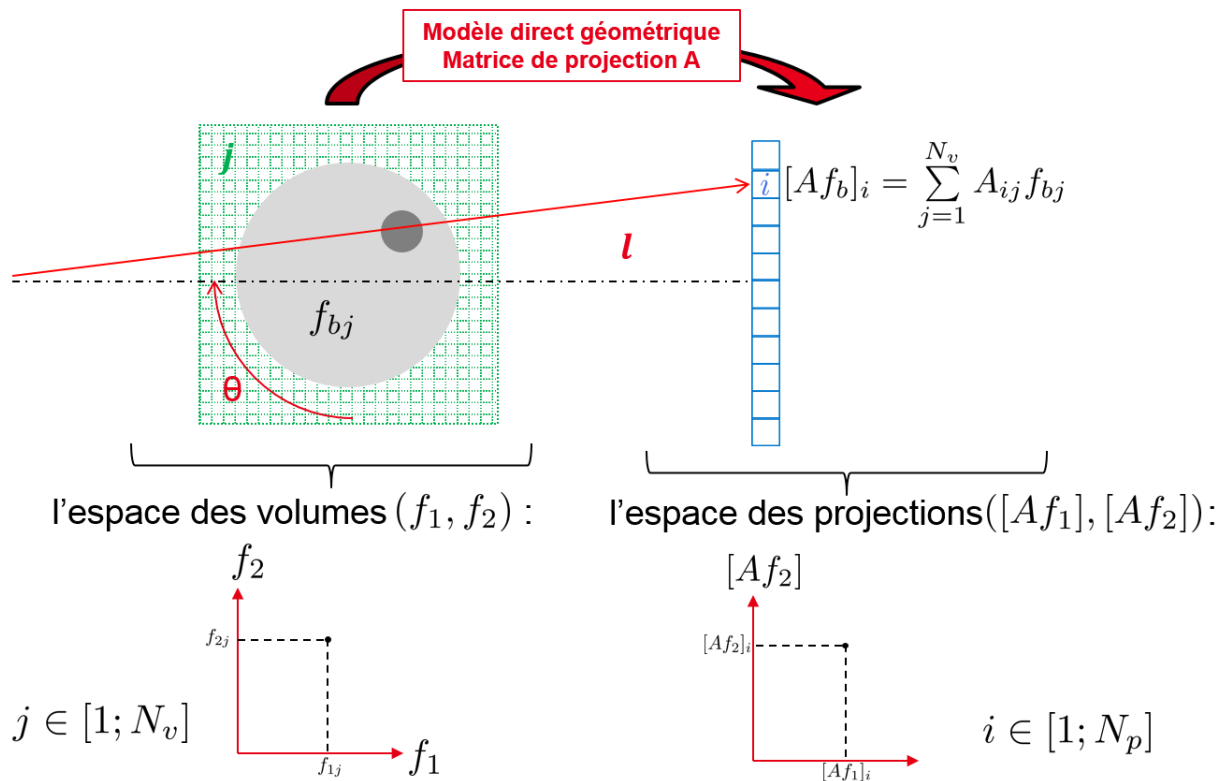 Modèle direct géométrique
Matrice de projection A
j
i [Af_b]_i = \sum_{j=1}^{N_v} A_{ij} f_{bj}
l
f_{bj}
θ
l'espace des volumes (f_1, f_2) :
l'espace des projections([Af_1], [Af_2]) :
f_2
[Af_2]
f_{2j}
[Af_2]_i
j ∈ [1; N_v]
i ∈ [1; N_p]
f_{1j}
f_1
[Af_1]_i
[Af_1]